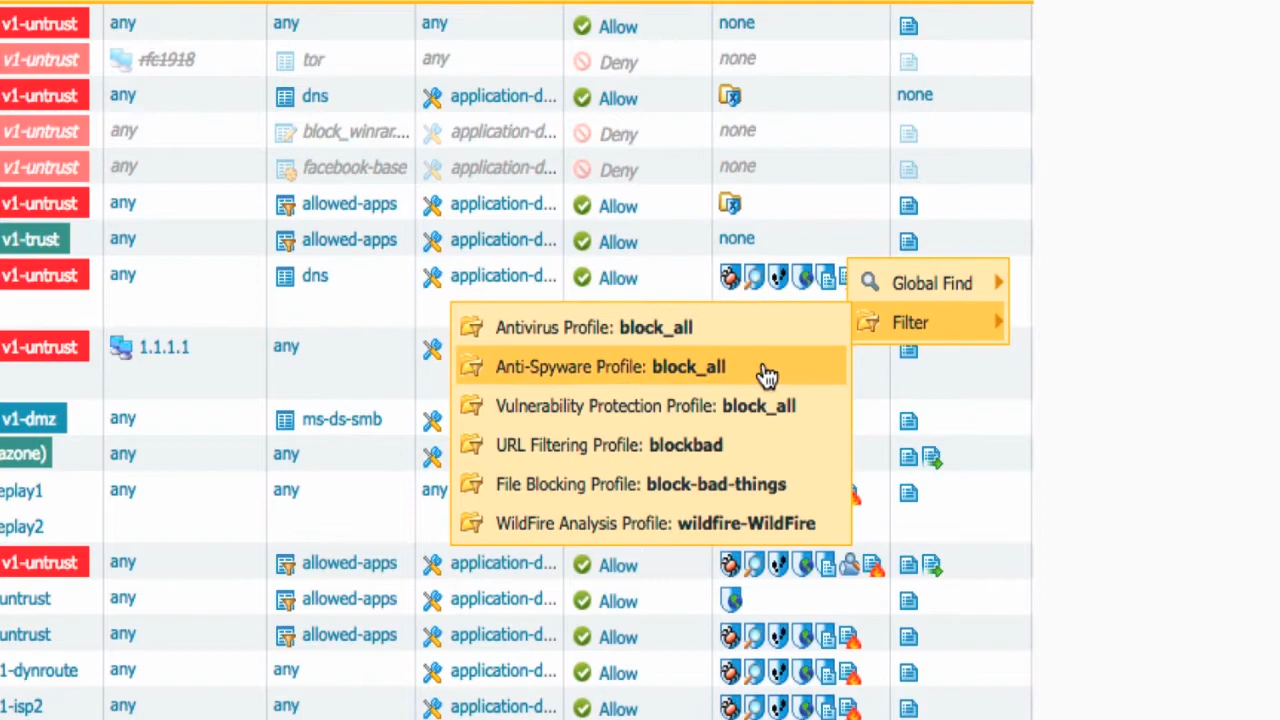 v1-untrust any any any Allow none
v1-untrust rfc1918 tor any Deny none
v1-untrust any dns application-d... Allow none
v1-untrust any block_winrar.... application-d... Deny none
v1-untrust any facebook-base application-d... Deny none
v1-untrust any allowed-apps application-d... Allow
v1-trust any allowed-apps application-d... Allow none
v1-untrust any dns application-d... Allow
Global Find
Filter
Antivirus Profile: block_all
Anti-Spyware Profile: block_all
Vulnerability Protection Profile: block_all
URL Filtering Profile: blockbad
File Blocking Profile: block-bad-things
WildFire Analysis Profile: wildfire-WildFire
v1-untrust 1.1.1.1 any
v1-dmz any ms-ds-smb
azone) any any
eplay1 any any any
eplay2
v1-untrust any allowed-apps application-d... Allow
untrust any allowed-apps application-d... Allow
untrust any allowed-apps application-d... Allow
1-dynroute any any application-d... Allow
1-isp2 any any application-d... Allow